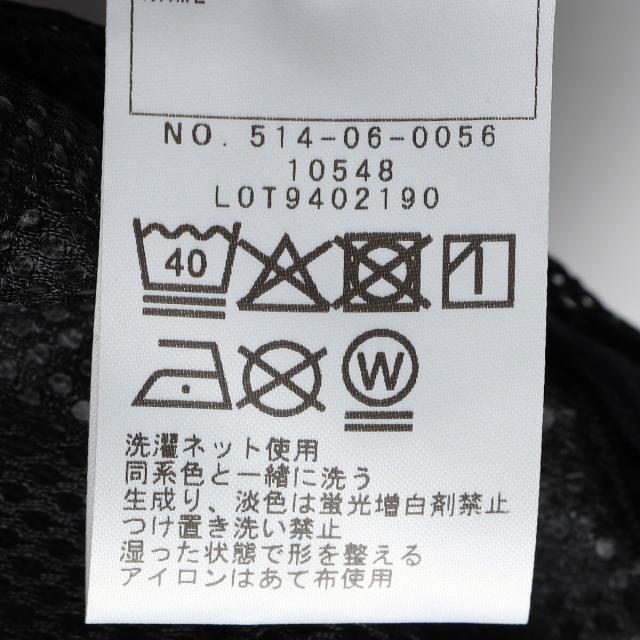 NO. 514-06-0056
10548
LOT9402190
40
W
洗濯ネット使用
同系色と一緒に洗う
生成り、淡色は蛍光増白剤禁止
つけ置き洗い禁止
湿った状態で形を整える
アイロンはあて布使用